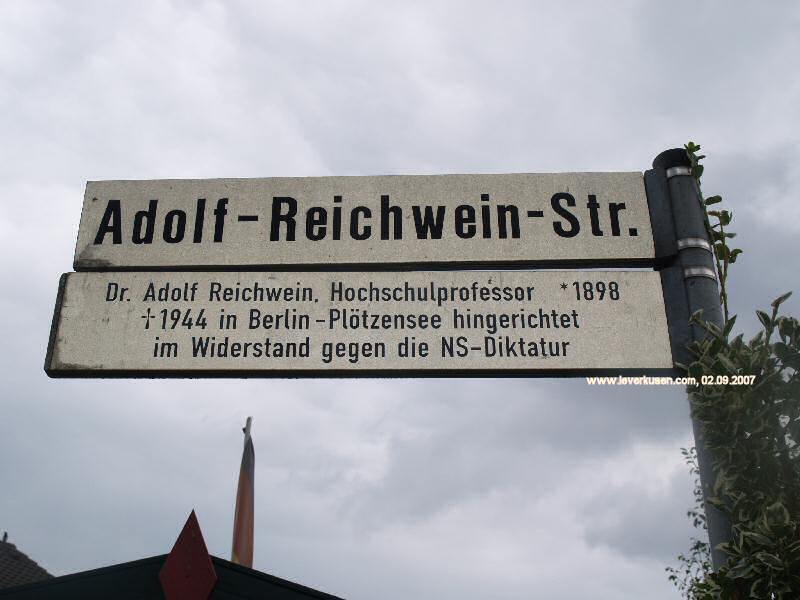 Adolf-Reichwein-Str.
Dr. Adolf Reichwein, Hochschulprofessor *1898
†1944 in Berlin-Plötzensee hingerichtet
im Widerstand gegen die NS-Diktatur
www.leverkusen.com, 02.09.2007